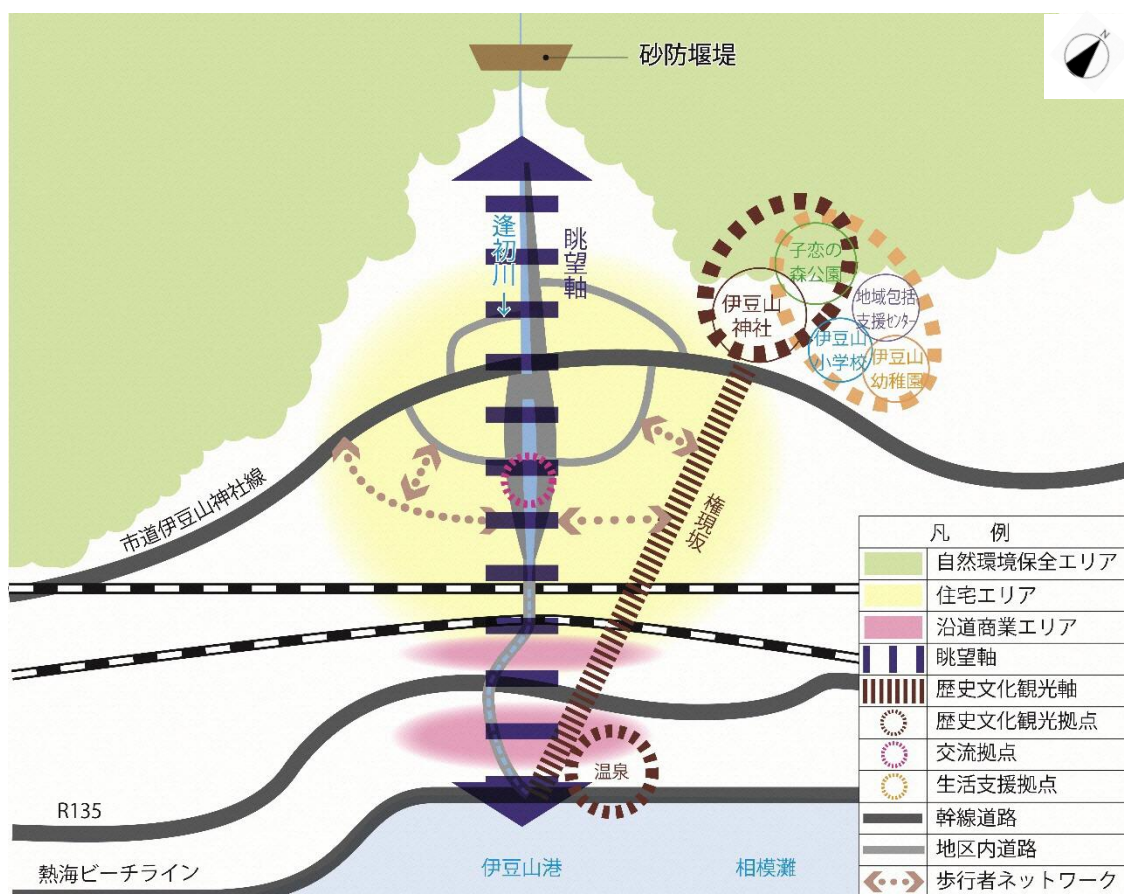 N
砂防堰堤
逢初川
↓
眺望軸
子恋の
森公園
伊豆山
神社
地域包括
支援センター
伊豆山
小学校
伊豆山
幼稚園
市道伊豆山神社線
権現坂
温泉
R135
熱海ビーチライン
伊豆山港
相模灘
凡 例
自然環境保全エリア
住宅エリア
沿道商業エリア
眺望軸
歴史文化観光軸
歴史文化観光拠点
交流拠点
生活支援拠点
幹線道路
地区内道路
歩行者ネットワーク